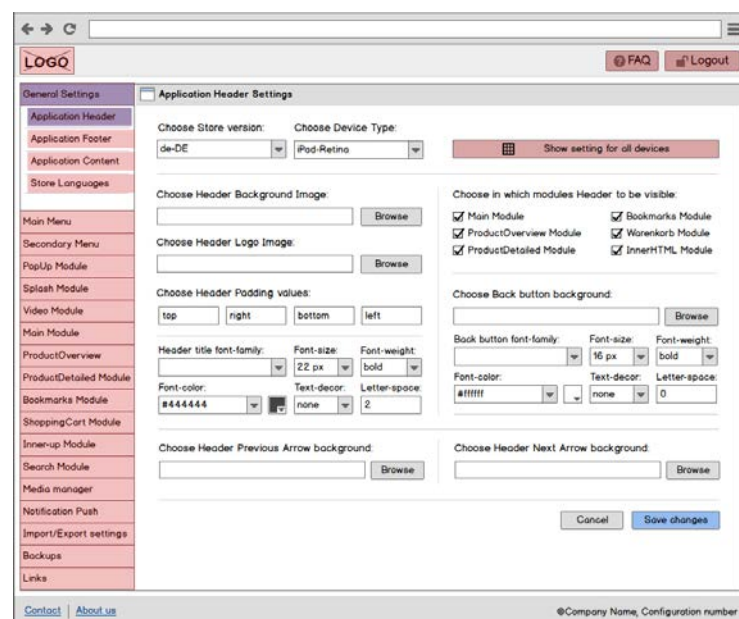 LOGO
FAQ
Logout
General Settings
Application Header
Application Footer
Application Content
Store Languages
Main Menu
Secondary Menu
PopUp Module
Splash Module
Video Module
Main Module
ProductOverview
ProductDetailed Module
Bookmarks Module
ShoppingCart Module
Inner-up Module
Search Module
Media manager
Notification Push
Import/Export settings
Backups
Links
Application Header Settings
Choose Store version: Choose Device Type:
de-DE iPod-Retina Show setting for all devices
Choose Header Background Image:
Browse
Choose Header Logo Image:
Browse
Choose Header Padding values:
top right bottom left
Header title font-family: Font-size: Font-weight:
22 px bold
Font-color: Text-decor: Letter-space:
#444444 none 2
Choose in which modules Header to be visible:
Main Module Bookmarks Module
ProductOverview Module Warenkorb Module
ProductDetailed Module InnerHTML Module
Choose Back button background:
Browse
Back button font-family: Font-size: Font-weight:
16 px bold
Font-color: Text-decor: Letter-space:
#ffffff none 0
Choose Header Previous Arrow background:
Browse
Choose Header Next Arrow background:
Browse
Cancel Save changes
Contact | About us
©Company Name, Configuration number